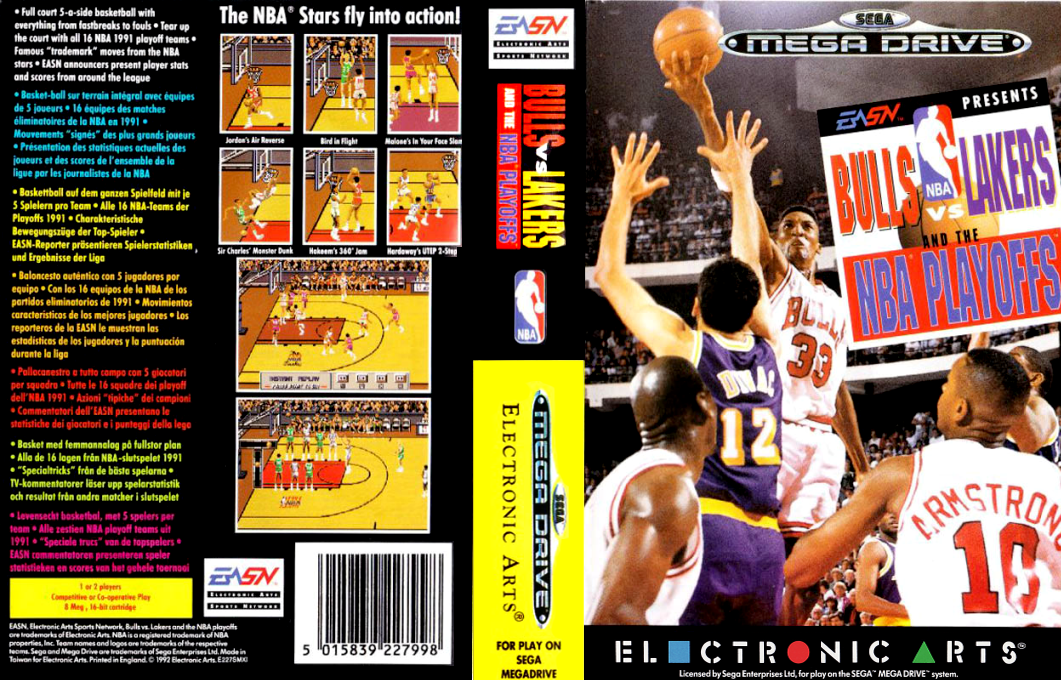 • Full court 5-a-side basketball with
everything from fastbreaks to fouls • Tear up
the court with all 16 NBA 1991 playoff teams •
Famous "trademark" moves from the NBA
stars • EASN announcers present player stats
and scores from around the league
• Basket-ball sur terrain intégral avec équipes
de 5 joueurs • 16 équipes des matches
éliminatoires de la NBA en 1991 •
Mouvements "signés" des plus grands joueurs
• Présentation des statistiques actuelles des
joueurs et des scores de l'ensemble de la
ligue par les journalistes de la NBA
• Basketball auf dem ganzen Spielfeld mit je
5 Spielern pro Team • Alle 16 NBA-Teams der
Playoffs 1991 • Charakteristische
Bewegungszüge der Top-Spieler •
EASN-Reporter präsentieren Spielerstatistiken
und Ergebnisse der Liga
• Baloncesto auténtico con 5 jugadores por
equipo • Con los 16 equipos de la NBA de los
partidos eliminatorios de 1991 • Movimientos
característicos de los mejores jugadores • Los
reporteros de la EASN le muestran las
estadísticas de los jugadores y la puntuación
durante la liga
• Pallacanestro a tutto campo con 5 giocatori
per squadra • Tutte le 16 squadre dei playoff
dell'NBA 1991 • Azioni "tipiche" dei campioni
• Commentatori dell'EASN presentano le
statistiche dei giocatori e i punteggi della lega
• Basket med femmannalag på fullstor plan
• Alla de 16 lagen från NBA-slutspelet 1991
• "Specialtricks" från de bästa spelarna •
TV-kommentatorer läser upp spelarstatistik
och resultat från andra matcher i slutspelet
• Levensecht basketbal, met 5 spelers per
team • Alle zestien NBA playoff teams uit
1991 • "Speciale trucs" van de topspelers •
EASN commentatoren presenteren speler
statistieken en scores van het gehele toernooi
1 or 2 players
Competitive or Co-operative Play
8 Meg, 16-bit cartridge
EASN, Electronic Arts Sports Network, Bulls vs. Lakers and the NBA playoffs
are trademarks of Electronic Arts. NBA is a registered trademark of NBA
properties, Inc. Team names and logos are trademarks of the respective
teams. Sega and Mega Drive are trademarks of Sega Enterprises Ltd. Made in
Taiwan for Electronic Arts. Printed in England. © 1992 Electronic Arts. E227SMXI
The NBA® Stars fly into action!
Jordan's Air Reverse
Bird in Flight
Malone's In Your Face Slam
Sir Charles' Monster Dunk
Hakeem's 360° Jam
Hardaway's UTEP 2-Step
INSTANT REPLAY
EASN™
ELECTRONIC ARTS
SPORTS NETWORK
5 015839 227998
EASN™
ELECTRONIC ARTS
SPORTS NETWORK
BULLS vs LAKERS
AND THE NBA PLAYOFFS
NBA
SEGA
MEGA DRIVE
ELECTRONIC ARTS®
FOR PLAY ON
SEGA
MEGADRIVE
SEGA
MEGA DRIVE
EASN™ PRESENTS
BULLS VS LAKERS
NBA
AND THE
NBA PLAYOFFS
BULLS
33
DIVAC
12
ARMSTRONG
10
ELECTRONIC ARTS
Licensed by Sega Enterprises Ltd, for play on the SEGA™ MEGA DRIVE™ system.